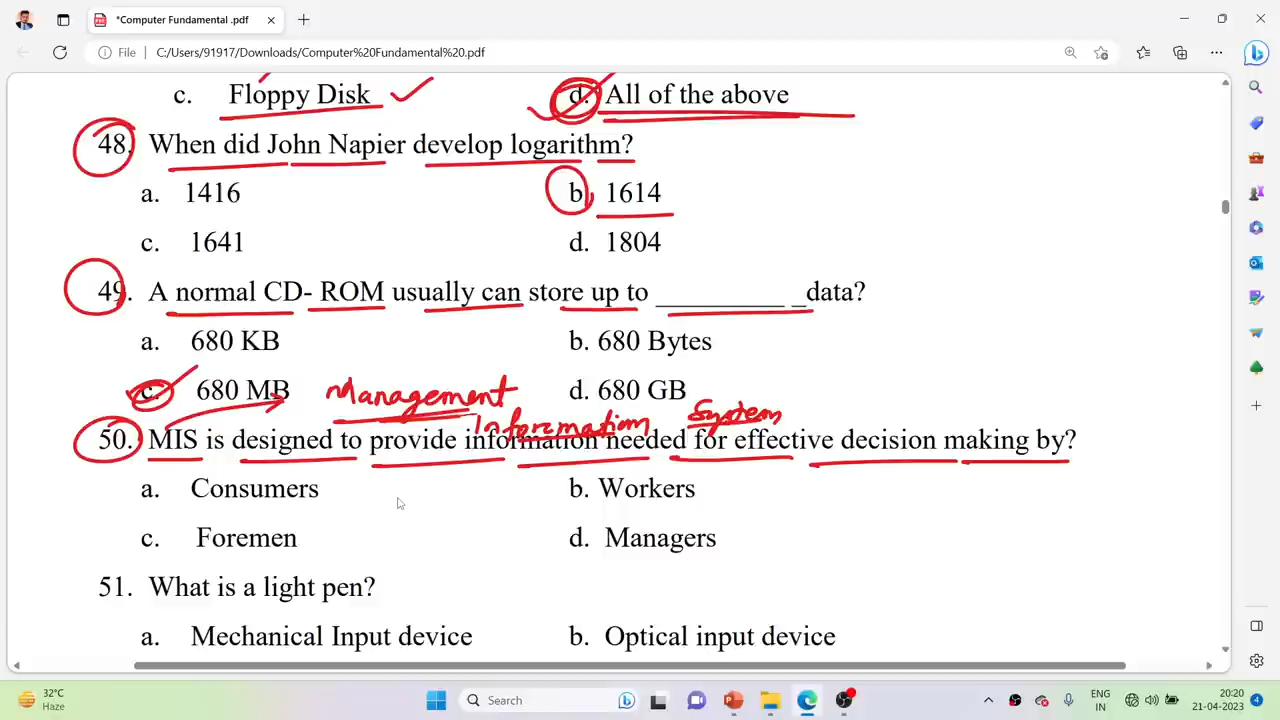 *Computer Fundamental .pdf
File
C:/Users/91917/Downloads/Computer%20Fundamental%20.pdf
c. Floppy Disk d. All of the above
48. When did John Napier develop logarithm?
a. 1416 b. 1614
c. 1641 d. 1804
49. A normal CD- ROM usually can store up to __________ _data?
a. 680 KB b. 680 Bytes
c. 680 MB d. 680 GB
Management Information System
50. MIS is designed to provide information needed for effective decision making by?
a. Consumers b. Workers
c. Foremen d. Managers
51. What is a light pen?
a. Mechanical Input device b. Optical input device
32°C
Haze
Search
ENG
IN
20:20
21-04-2023